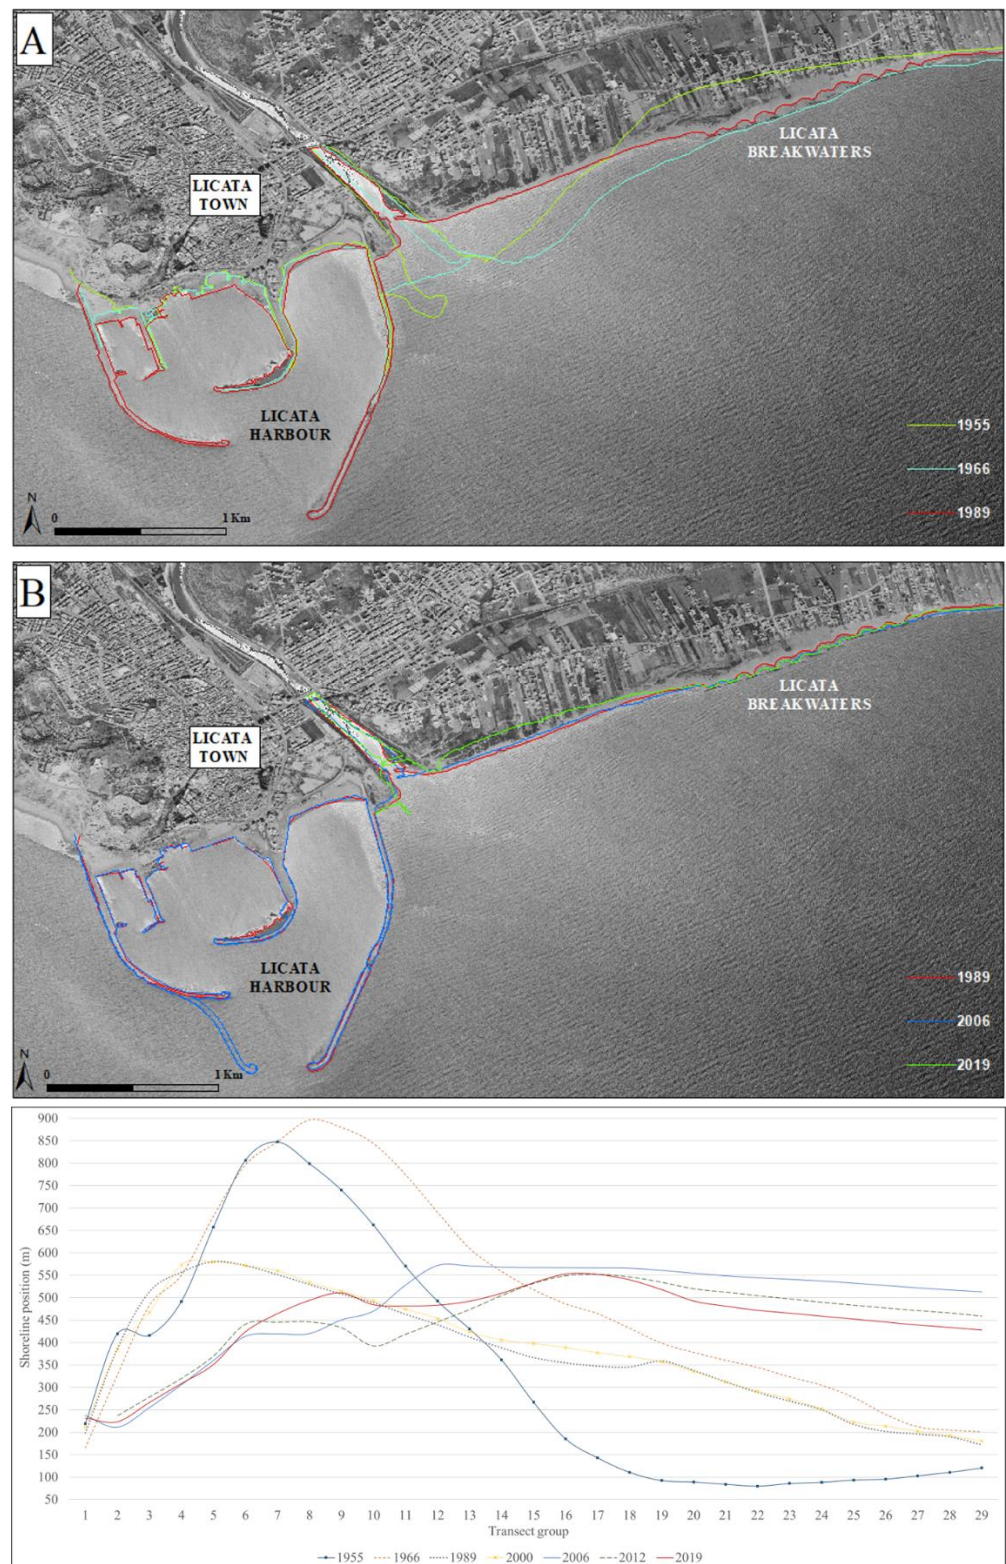 A
LICATA
TOWN
LICATA
BREAKWATERS
LICATA
HARBOUR
1955
1966
1989
N
0 1 Km
B
LICATA
TOWN
LICATA
BREAKWATERS
LICATA
HARBOUR
1989
2006
2019
N
0 1 Km
900
850
800
750
700
650
600
550
500
450
400
350
300
250
200
150
100
50
Shoreline position (m)
1 2 3 4 5 6 7 8 9 10 11 12 13 14 15 16 17 18 19 20 21 22 23 24 25 26 27 28 29
Transect group
1955 1966 1989 2000 2006 2012 2019